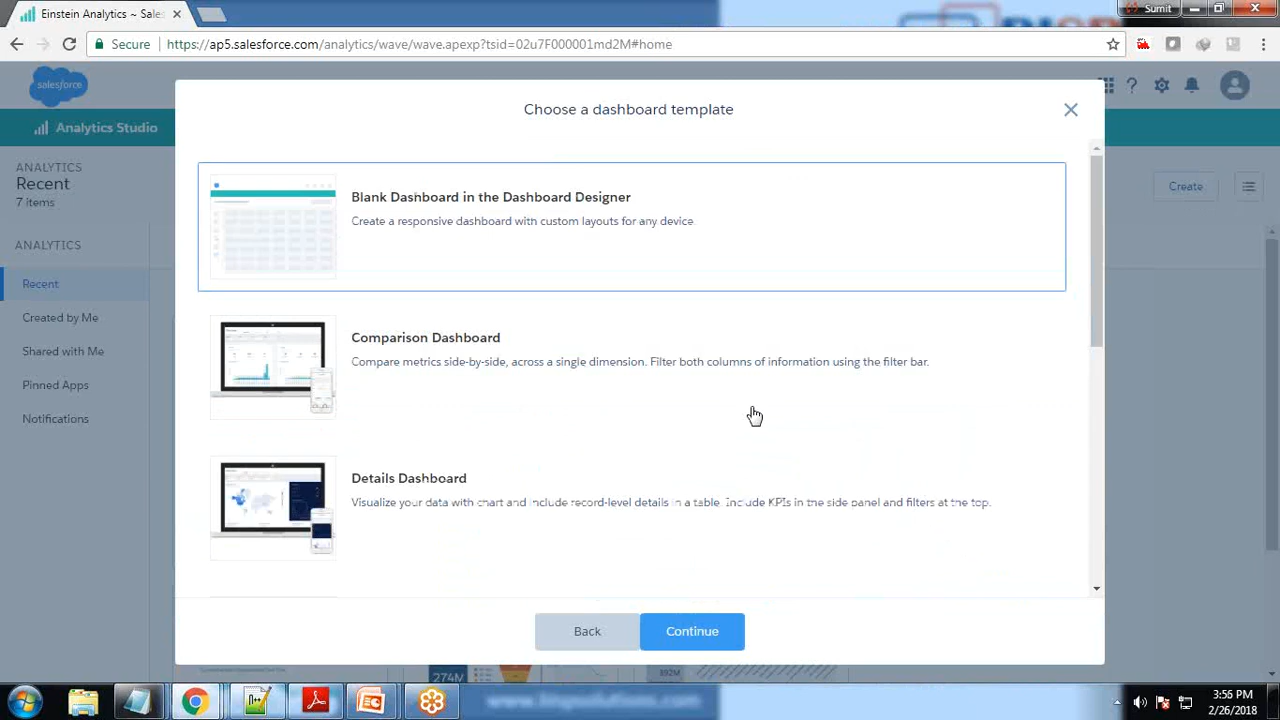 Einstein Analytics ~ Sales
Sumit
Secure
https://ap5.salesforce.com/analytics/wave/wave.apexp?tsid=02u7F000001md2M#home
salesforce
Analytics Studio
Choose a dashboard template
ANALYTICS
Recent
7 items
Create
ANALYTICS
Recent
Created by Me
Shared with Me
Pinned Apps
Notifications
Blank Dashboard in the Dashboard Designer
Create a responsive dashboard with custom layouts for any device
Comparison Dashboard
Compare metrics side-by-side, across a single dimension. Filter both columns of information using the filter bar.
Details Dashboard
Visualize your data with chart and include record-level details in a table. Include KPIs in the side panel and filters at the top.
Back
Continue
274M
892M
3:56 PM
2/26/2018